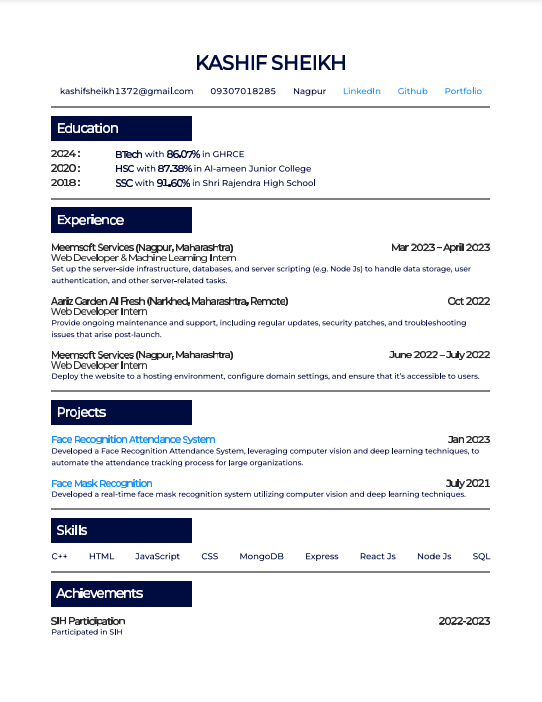 KASHIF SHEIKH
kashifsheikh1372@gmail.com 09307018285 Nagpur LinkedIn Github Portfolio
Education
2024 : BTech with 86.07% in GHRCE
2020 : HSC with 87.38% in Al-ameen Junior College
2018 : SSC with 91.60% in Shri Rajendra High School
Experience
Meemsoft Services (Nagpur, Maharashtra) Mar 2023 – April 2023
Web Developer & Machine Learning Intern
Set up the server-side infrastructure, databases, and server scripting (e.g. Node Js) to handle data storage, user
authentication, and other server-related tasks.
Aariz Garden Al Fresh (Narkhed, Maharashtra, Remote) Oct 2022
Web Developer Intern
Provide ongoing maintenance and support, including regular updates, security patches, and troubleshooting
issues that arise post-launch.
Meemsoft Services (Nagpur, Maharashtra) June 2022 – July 2022
Web Developer Intern
Deploy the website to a hosting environment, configure domain settings, and ensure that it's accessible to users.
Projects
Face Recognition Attendance System Jan 2023
Developed a Face Recognition Attendance System, leveraging computer vision and deep learning techniques, to
automate the attendance tracking process for large organizations.
Face Mask Recognition July 2021
Developed a real-time face mask recognition system utilizing computer vision and deep learning techniques.
Skills
C++ HTML JavaScript CSS MongoDB Express React Js Node Js SQL
Achievements
SIH Participation 2022-2023
Participated in SIH